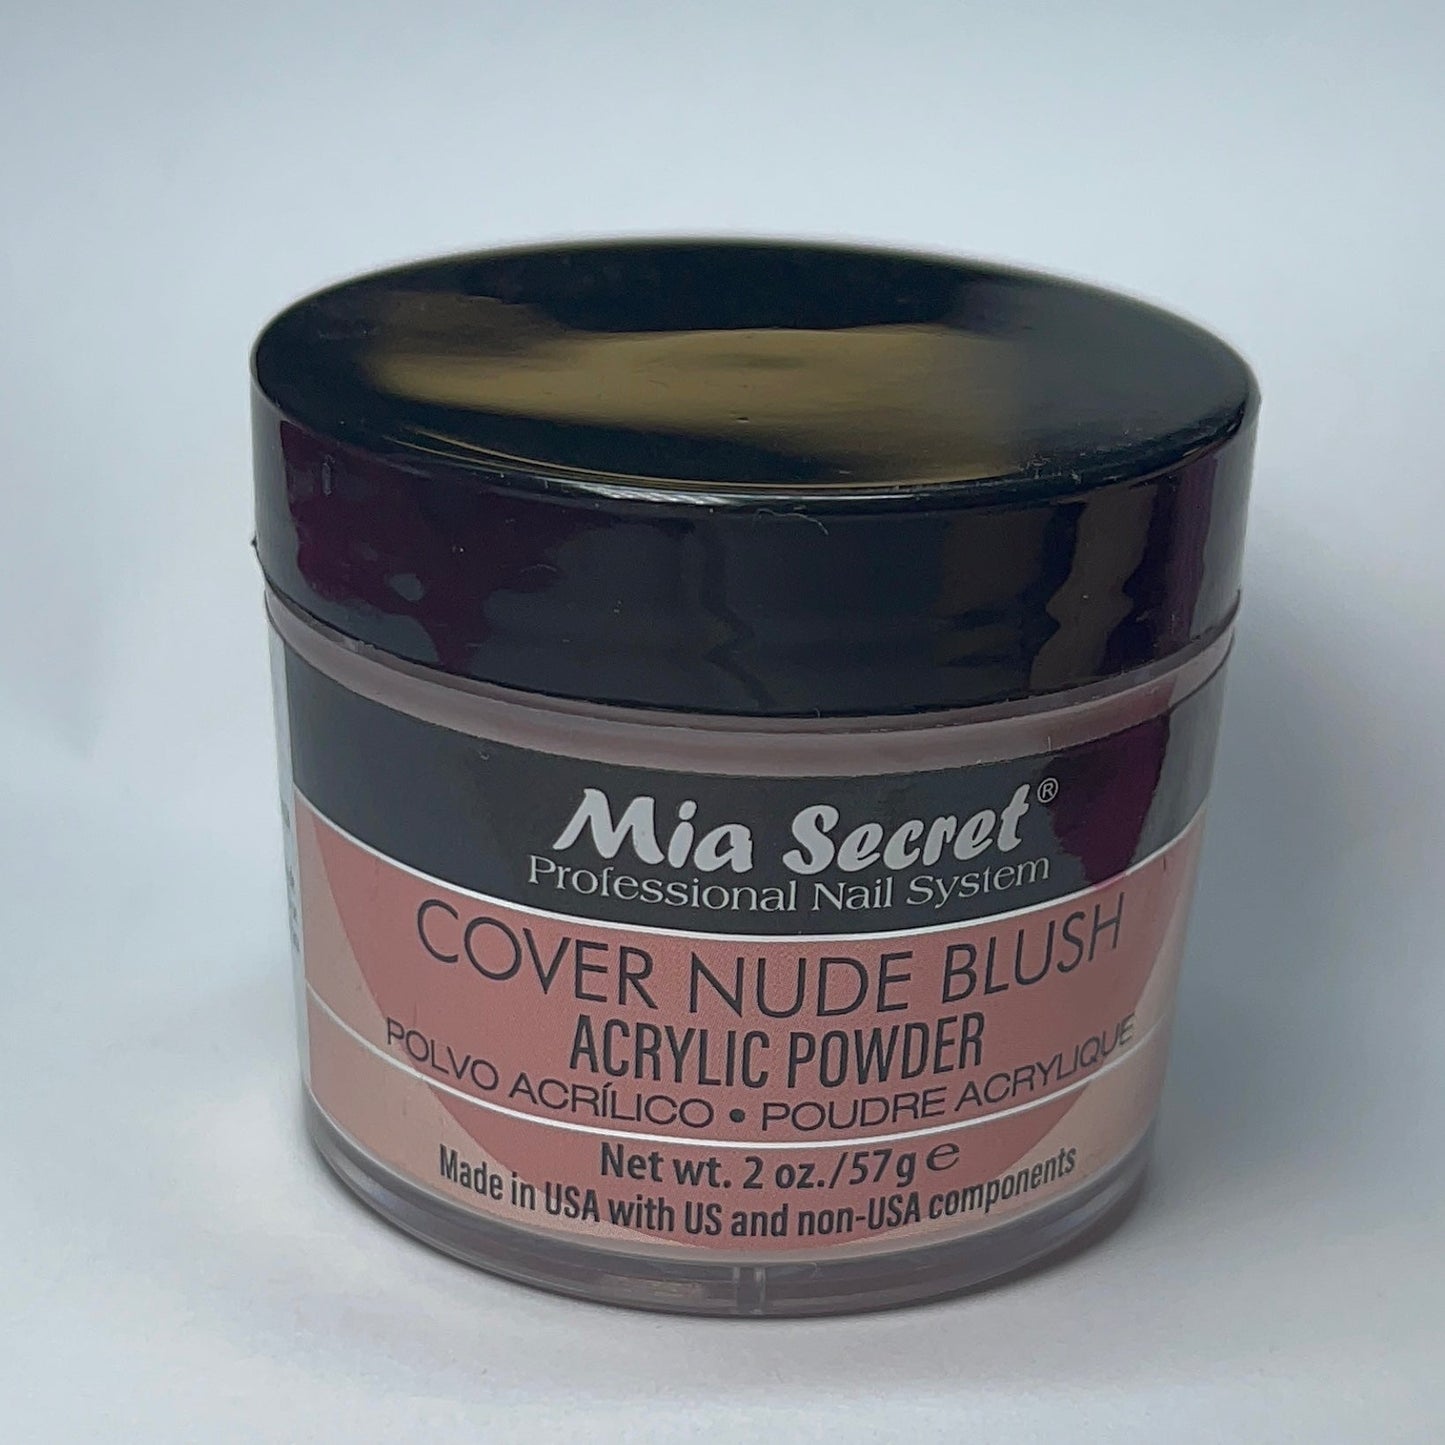 Mia Secret®
Professional Nail System
COVER NUDE BLUSH
ACRYLIC POWDER
POLVO ACRÍLICO • POUDRE ACRYLIQUE
Net wt. 2 oz./57g ℮
Made in USA with US and non-USA components